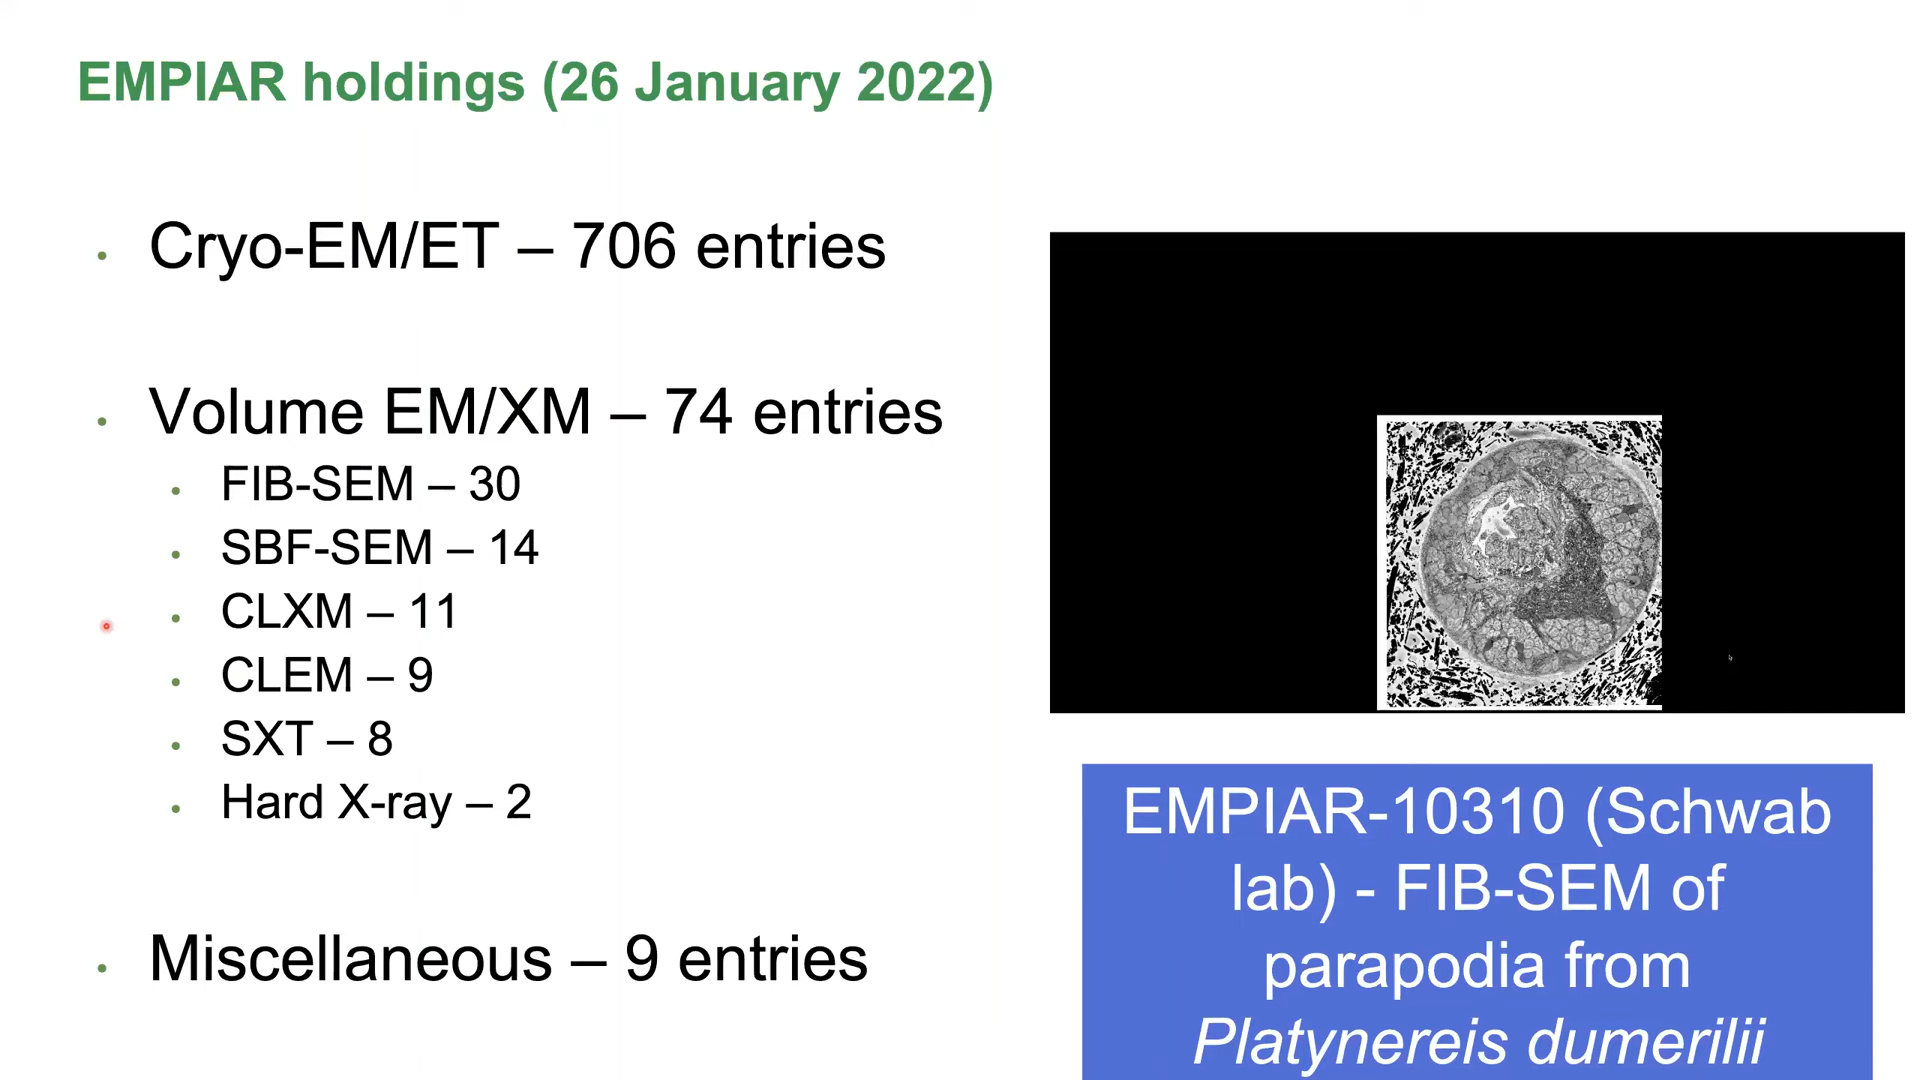 EMPIAR holdings (26 January 2022)
Cryo-EM/ET – 706 entries
Volume EM/XM – 74 entries
FIB-SEM – 30
SBF-SEM – 14
CLXM – 11
CLEM – 9
SXT – 8
Hard X-ray – 2
Miscellaneous – 9 entries
EMPIAR-10310 (Schwab
lab) - FIB-SEM of
parapodia from
Platynereis dumerilii